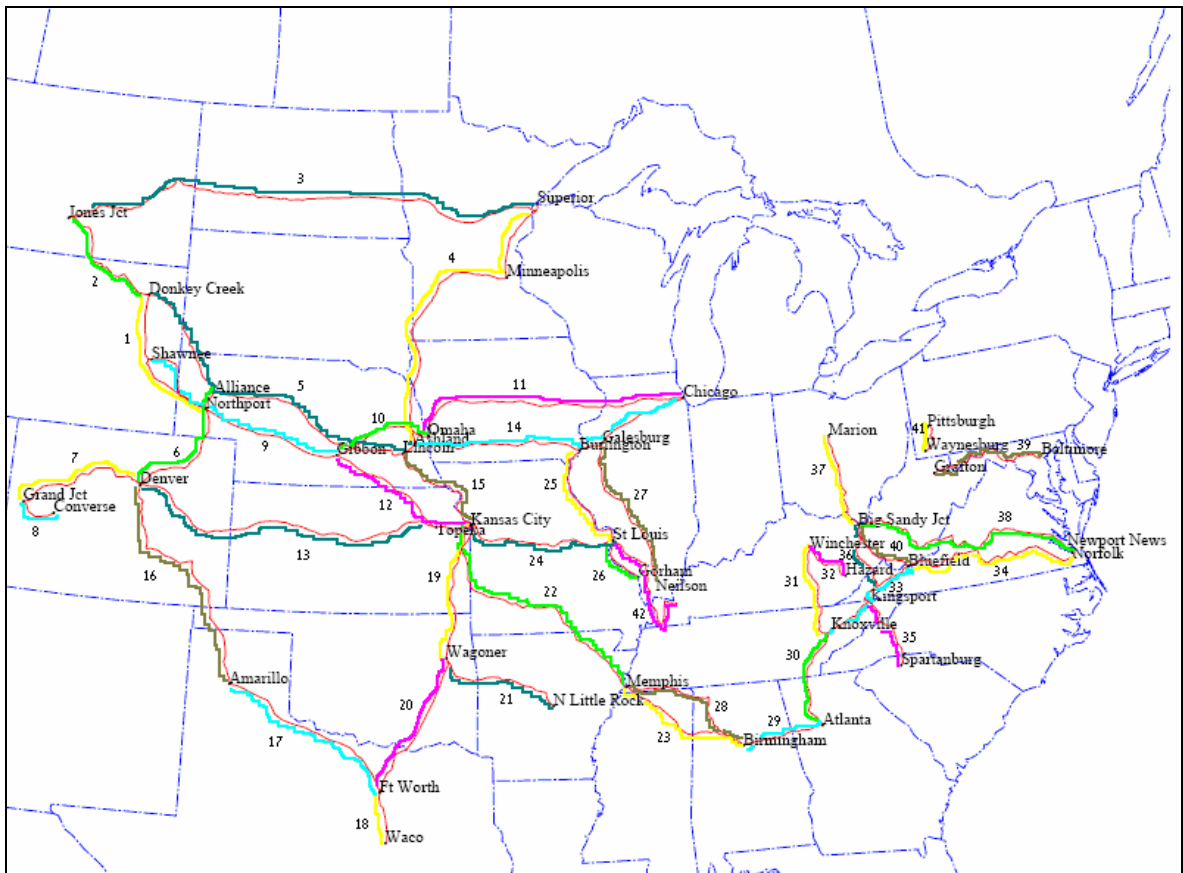 3
Superior
Jones Jct
4
Minneapolis
2
Donkey Creek
1
Shawnee
Alliance
5
11
Chicago
Northport
10
Omaha
14
Galesburg
Ashland
Burlington
Lincoln
Gibbon
9
6
7
Denver
Grand Jct
Converse
8
Marion
41
Pittsburgh
Waynesburg
39
Baltimore
Grafton
37
25
15
27
12
Kansas City
Topeka
13
St Louis
24
26
Gorham
Neilson
Big Sandy Jct
38
Newport News
Norfolk
Winchester
36
40
Bluefield
32
Hazard
34
33
31
Kingsport
16
19
22
42
Knoxville
35
30
Spartanburg
Wagoner
Amarillo
21
N Little Rock
Memphis
20
28
17
23
29
Atlanta
Birmingham
Ft Worth
18
Waco